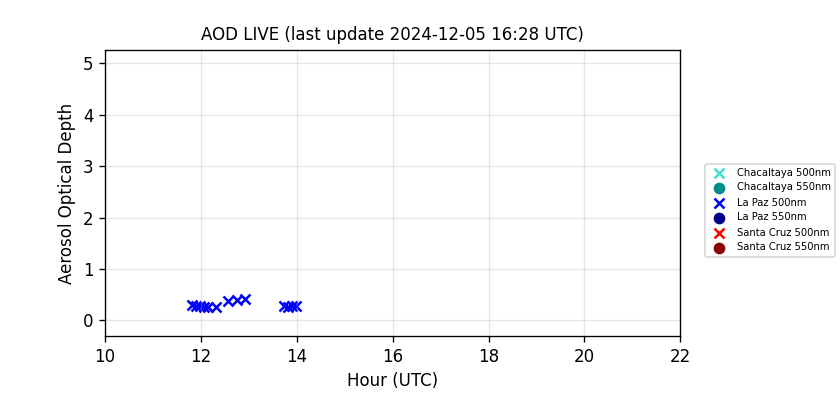 AOD LIVE (last update 2024-12-05 16:28 UTC)
Aerosol Optical Depth
5
4
3
2
1
0
10 12 14 16 18 20 22
Hour (UTC)
Chacaltaya 500nm
Chacaltaya 550nm
La Paz 500nm
La Paz 550nm
Santa Cruz 500nm
Santa Cruz 550nm